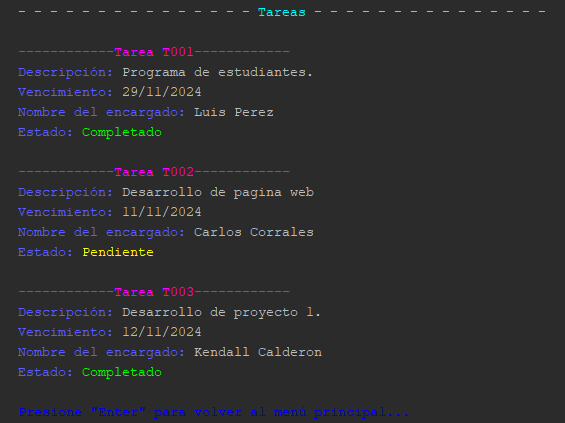 - - - - - - - - - - - - - - - Tareas - - - - - - - - - - - - - - -
------------Tarea T001------------
Descripción: Programa de estudiantes.
Vencimiento: 29/11/2024
Nombre del encargado: Luis Perez
Estado: Completado
------------Tarea T002------------
Descripción: Desarrollo de pagina web
Vencimiento: 11/11/2024
Nombre del encargado: Carlos Corrales
Estado: Pendiente
------------Tarea T003------------
Descripción: Desarrollo de proyecto 1.
Vencimiento: 12/11/2024
Nombre del encargado: Kendall Calderon
Estado: Completado
Presione "Enter" para volver al menú principal...